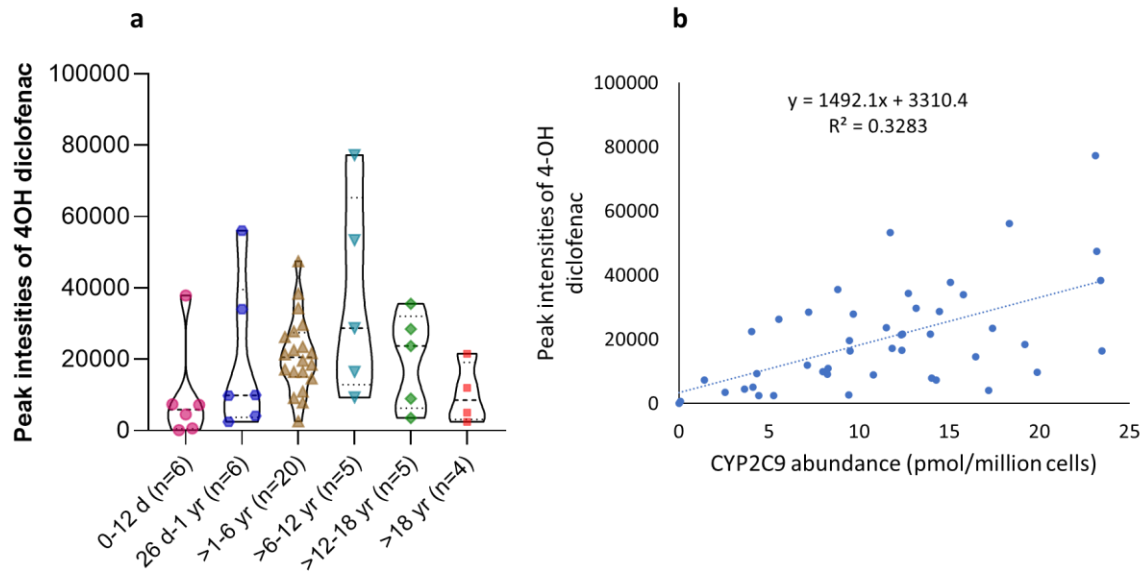 a
Peak intesities of 4OH diclofenac
100000
80000
60000
40000
20000
0
0-12 d (n=6)
26 d-1 yr (n=6)
>1-6 yr (n=20)
>6-12 yr (n=5)
>12-18 yr (n=5)
>18 yr (n=4)
b
Peak intensities of 4-OH
diclofenac
100000
80000
60000
40000
20000
0
y = 1492.1x + 3310.4
R² = 0.3283
0 5 10 15 20 25
CYP2C9 abundance (pmol/million cells)